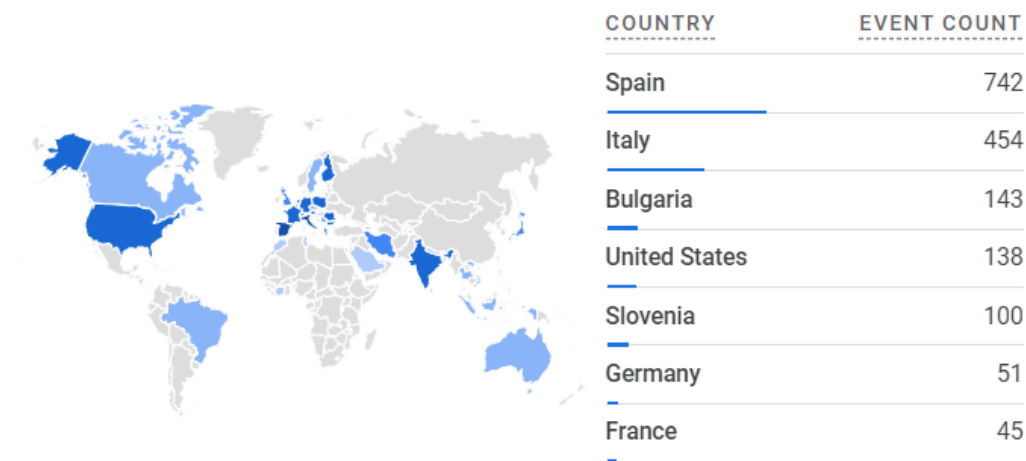 COUNTRY EVENT COUNT
Spain 742
Italy 454
Bulgaria 143
United States 138
Slovenia 100
Germany 51
France 45